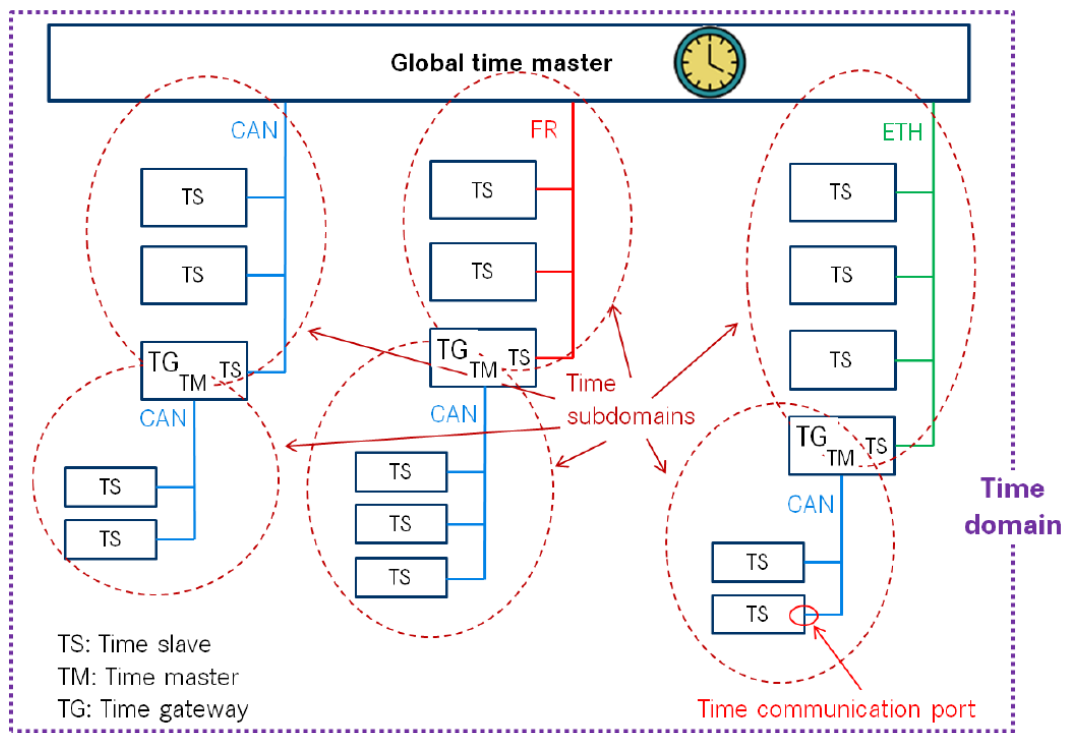 Global time master
CAN
FR
ETH
TS
TS
TS
TS
TS
TS
TS
TG
TM
TS
TG
TM
TS
Time
subdomains
CAN
CAN
TG
TM
TS
CAN
TS
TS
TS
TS
TS
TS
TS
Time
domain
TS: Time slave
TM: Time master
TG: Time gateway
Time communication port